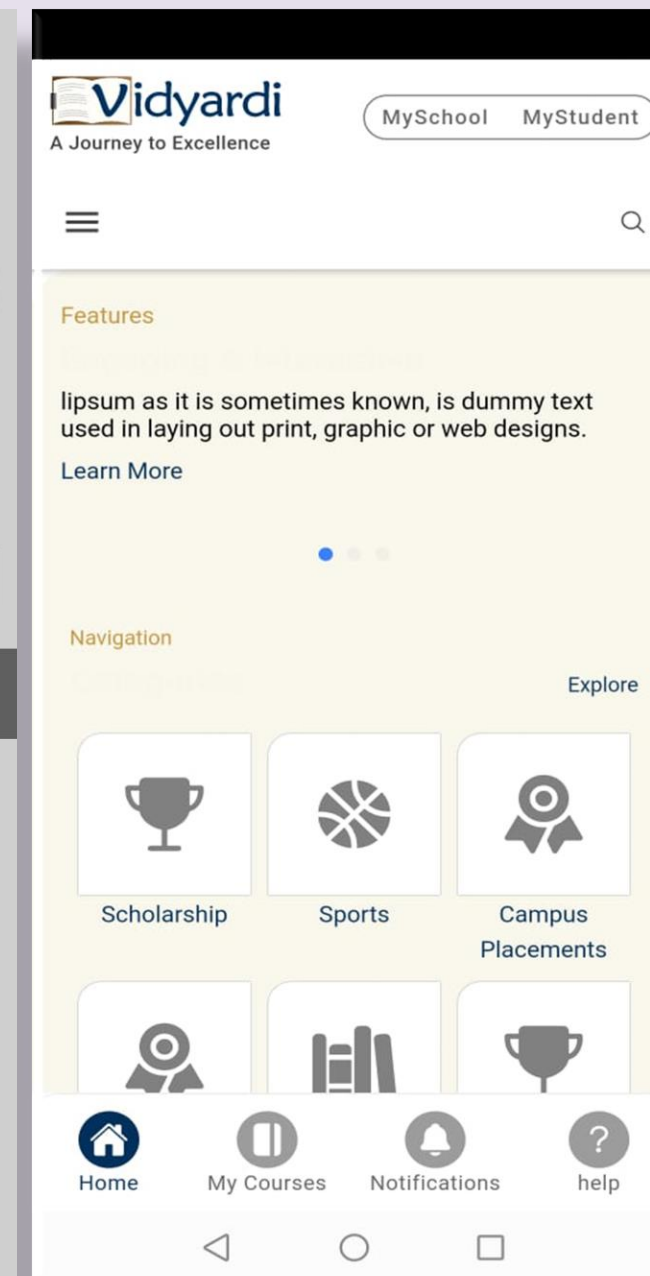 Vidyardi
A Journey to Excellence
MySchool MyStudent
Features
lipsum as it is sometimes known, is dummy text
used in laying out print, graphic or web designs.
Learn More
Navigation
Explore
Scholarship
Sports
Campus
Placements
Home
My Courses
Notifications
?
help